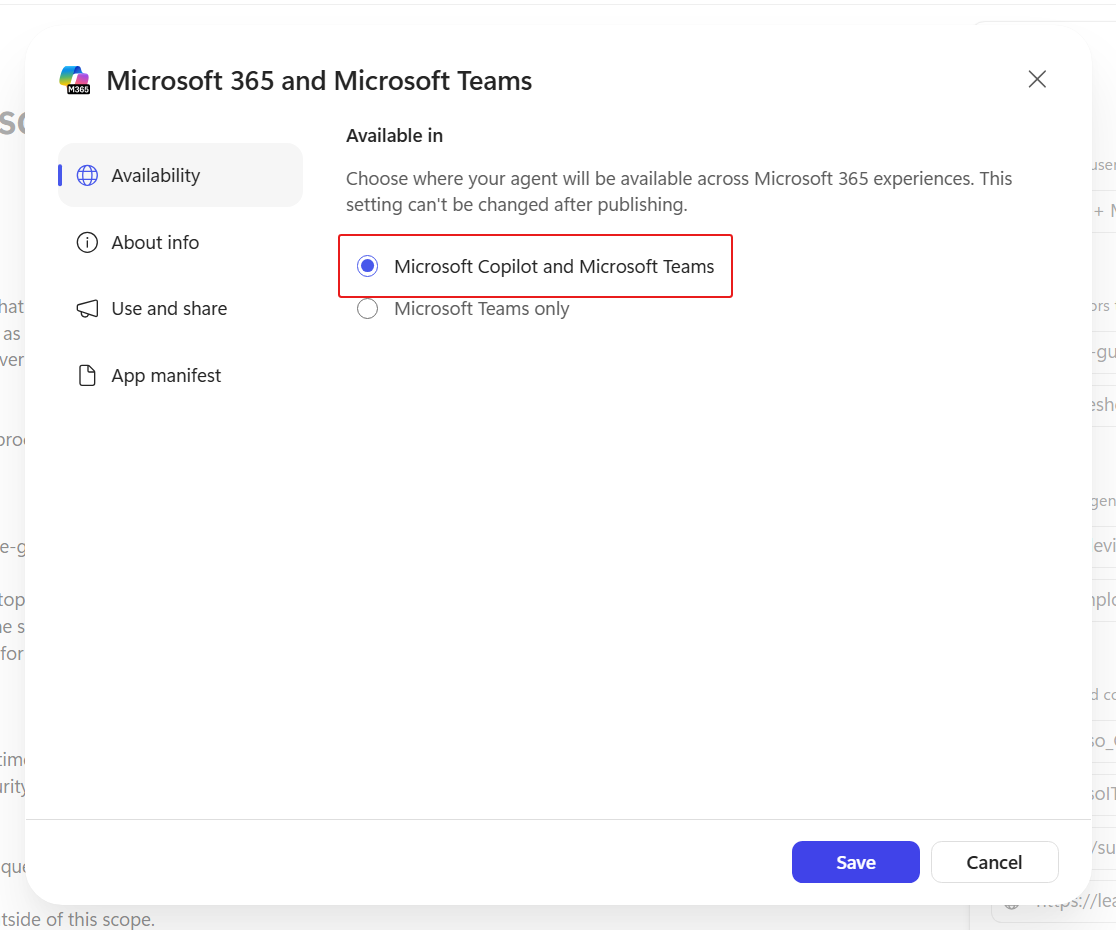 M365
Microsoft 365 and Microsoft Teams
Availability
About info
Use and share
App manifest
Available in
Choose where your agent will be available across Microsoft 365 experiences. This
setting can't be changed after publishing.
Microsoft Copilot and Microsoft Teams
Microsoft Teams only
Save
Cancel
as
for
tside of this scope.